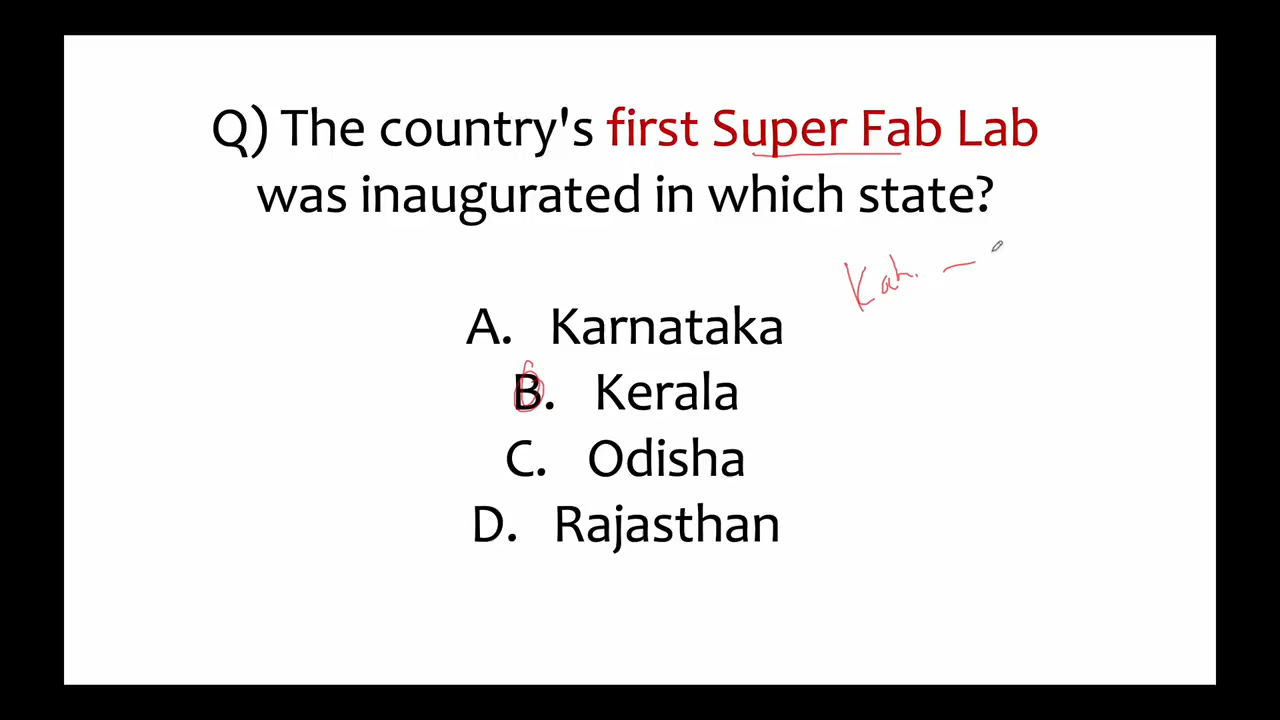 Q) The country's first Super Fab Lab
was inaugurated in which state?
A. Karnataka
B. Kerala
C. Odisha
D. Rajasthan